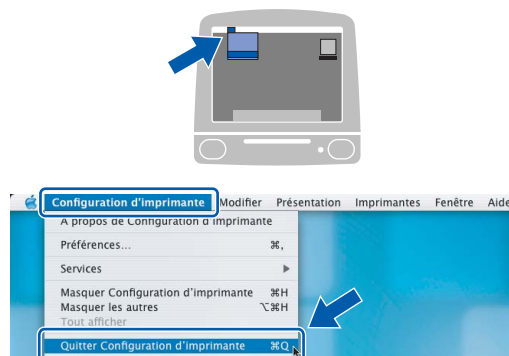 Configuration d'imprimante Modifier Présentation Imprimantes Fenêtre Aide
A propos de Configuration d'imprimante
Préférences... ⌘,
Services ▶
Masquer Configuration d'imprimante ⌘H
Masquer les autres ⌥⌘H
Tout afficher
Quitter Configuration d'imprimante ⌘Q